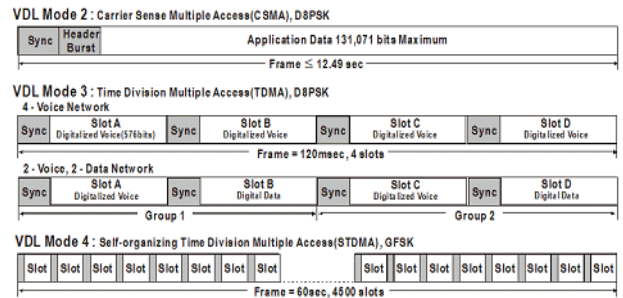 VDL Mode 2 : Carrier Sense Multiple Access(CSMA), D8PSK
Sync Header Burst Application Data 131,071 bits Maximum
Frame ≤ 12.49 sec
VDL Mode 3 : Time Division Multiple Access(TDMA), D8PSK
4 - Voice Network
Sync Slot A Digitalized Voice(576bits) Sync Slot B Digitalized Voice Sync Slot C Digitalized Voice Sync Slot D Digitalized Voice
Frame = 120msec, 4 slots
2 - Voice, 2 - Data Network
Sync Slot A Digitalized Voice Sync Slot B Digital Data Sync Slot C Digitalized Voice Sync Slot D Digital Data
Group 1 Group 2
VDL Mode 4 : Self-organizing Time Division Multiple Access(STDMA), GFSK
Slot Slot Slot Slot Slot Slot Slot Slot Slot Slot Slot Slot Slot Slot Slot Slot
Frame = 60sec, 4500 slots